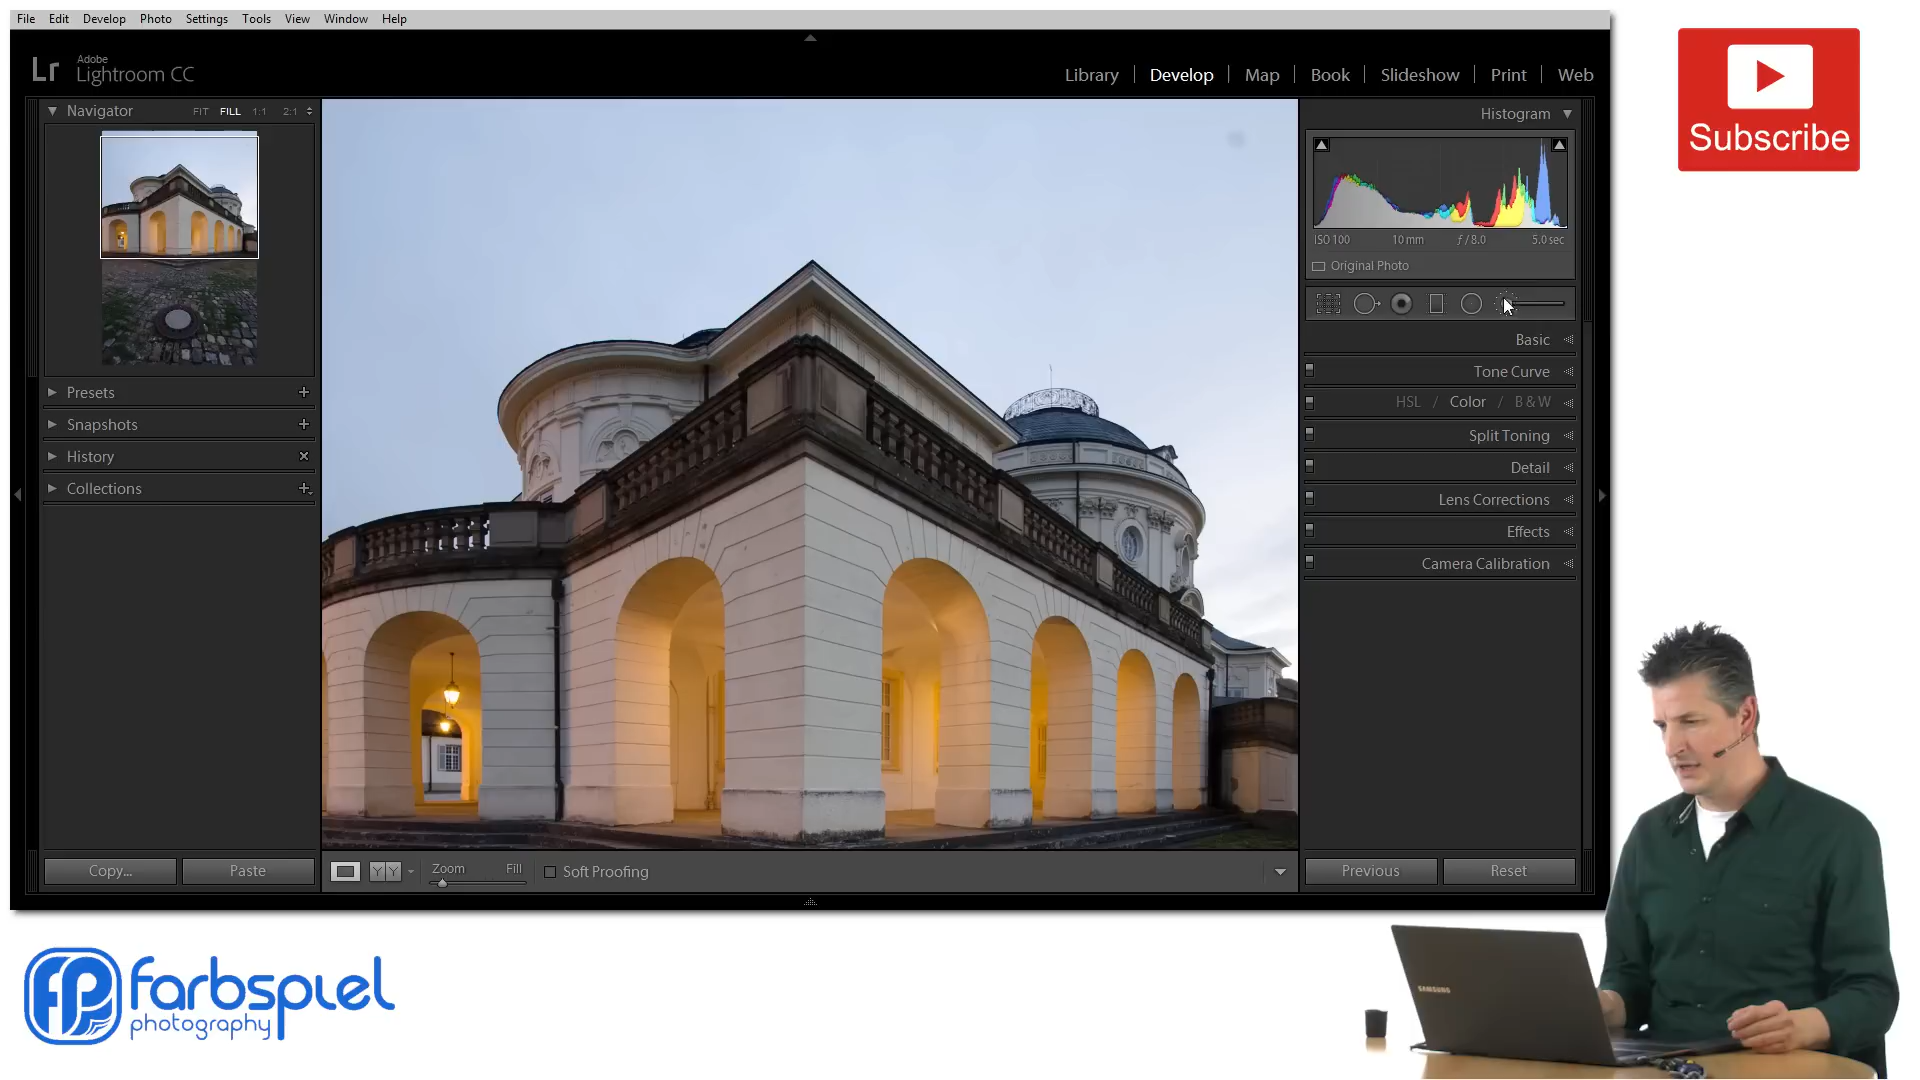 File Edit Develop Photo Settings Tools View Window Help
Lr Adobe
Lightroom CC
Library Develop Map Book Slideshow Print Web
Subscribe
Navigator FIT FILL 1:1 2:1
Histogram
ISO 100 10 mm ƒ / 8.0 5.0 sec
Original Photo
Basic
Tone Curve
HSL / Color / B & W
Split Toning
Detail
Lens Corrections
Effects
Camera Calibration
Presets
Snapshots
History
Collections
Copy... Paste
YY Zoom Fill Soft Proofing
Previous Reset
SAMSUNG
fp farbspiel
photography